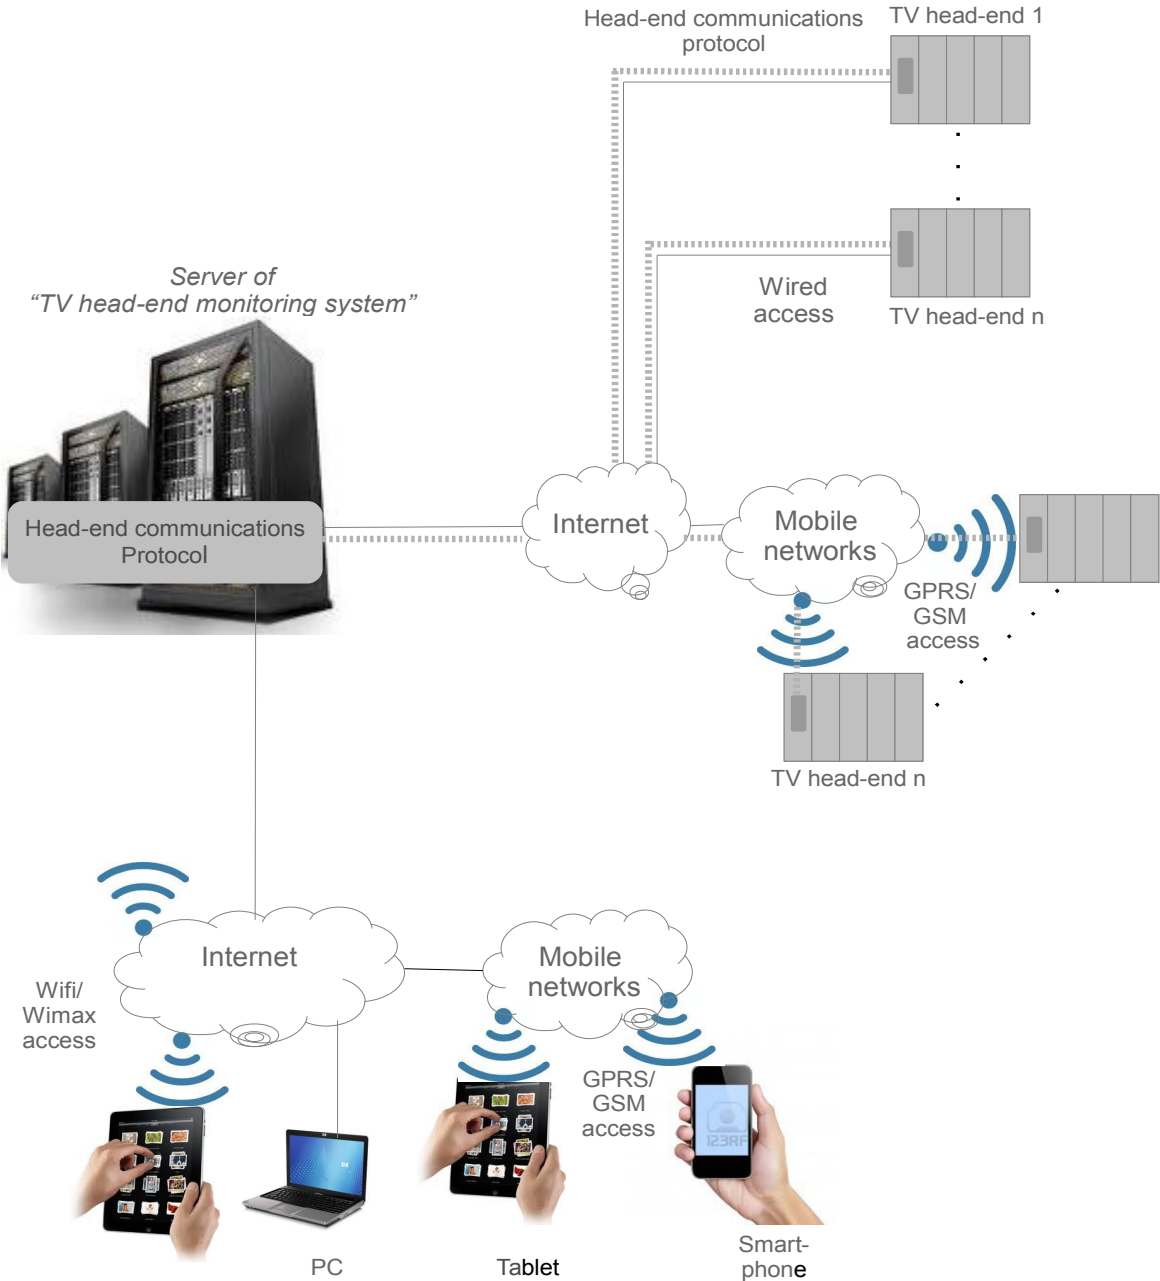 Head-end communications
protocol
TV head-end 1
Wired
access
TV head-end n
Server of
“TV head-end monitoring system”
Head-end communications
Protocol
Internet
Mobile
networks
GPRS/
GSM
access
TV head-end n
Internet
Mobile
networks
Wifi/
Wimax
access
GPRS/
GSM
access
123RF
PC
Tablet
Smart-
phone